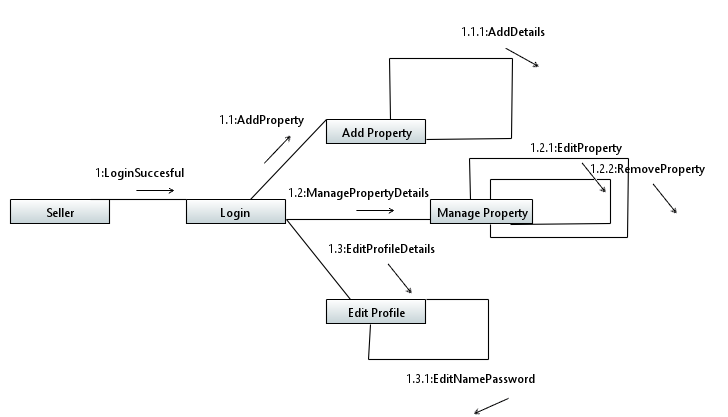 1.1.1:AddDetails
1.1:AddProperty
Add Property
1.2.1:EditProperty
1.2.2:RemoveProperty
1:LoginSuccesful
1.2:ManagePropertyDetails
Seller
Login
Manage Property
1.3:EditProfileDetails
Edit Profile
1.3.1:EditNamePassword